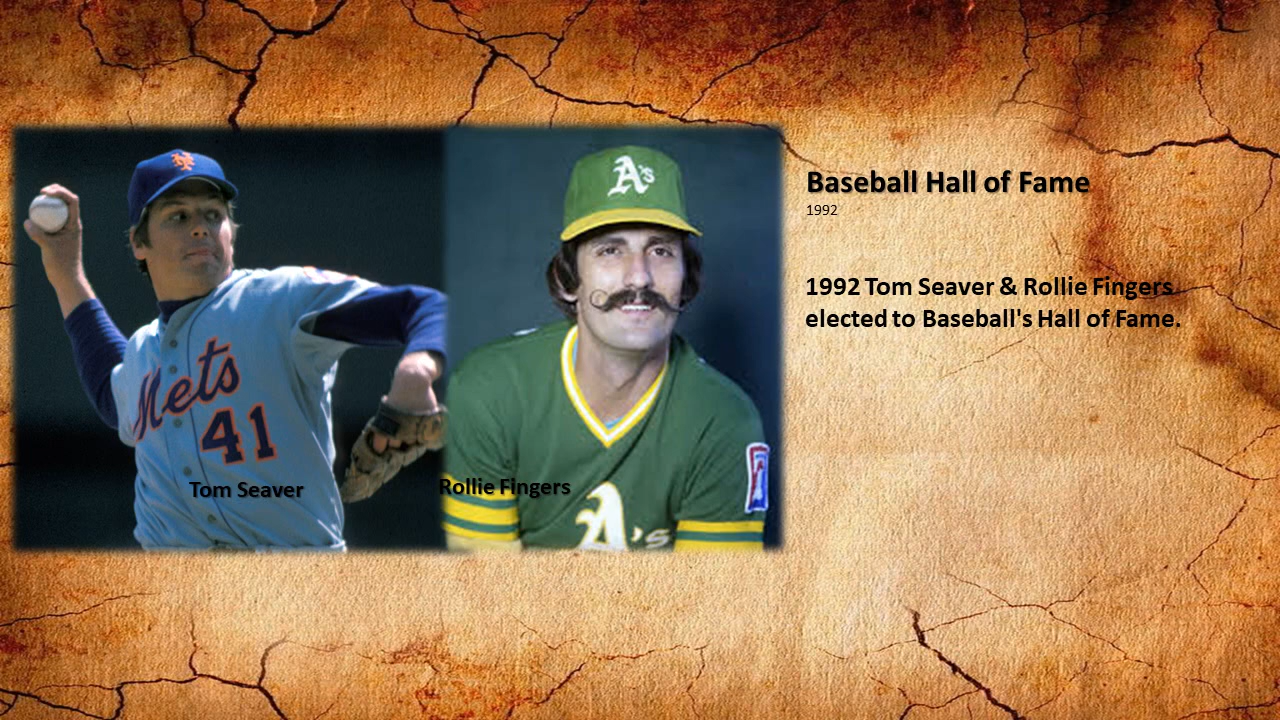 Baseball Hall of Fame
1992
1992 Tom Seaver & Rollie Fingers
elected to Baseball's Hall of Fame.
Mets
41
A's
A's
Tom Seaver
Rollie Fingers